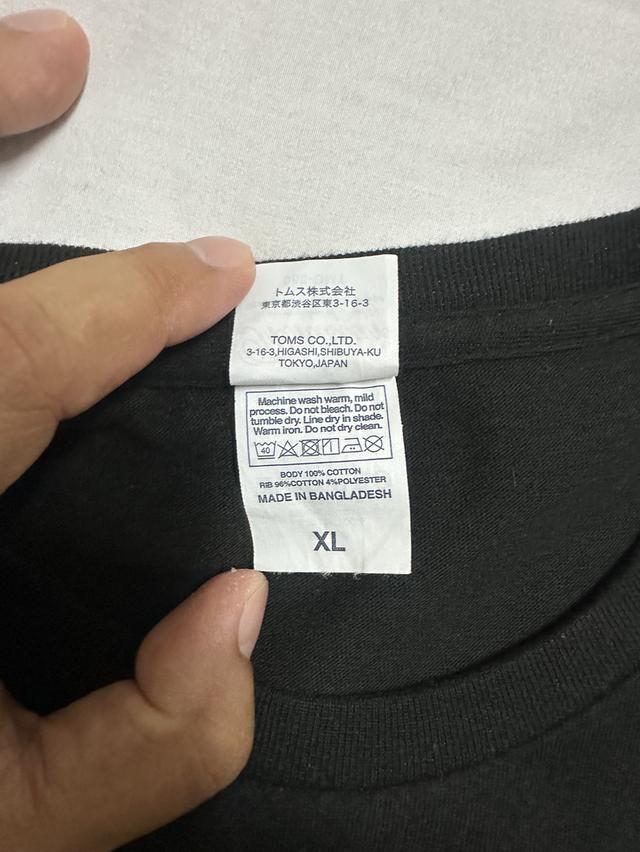 トムス株式会社
東京都渋谷区東3-16-3
TOMS CO.,LTD.
3-16-3,HIGASHI,SHIBUYA-KU
TOKYO,JAPAN
Machine wash warm, mild
process. Do not bleach. Do not
tumble dry. Line dry in shade.
Warm iron. Do not dry clean.
40
BODY 100% COTTON
RIB 96%COTTON 4%POLYESTER
MADE IN BANGLADESH
XL